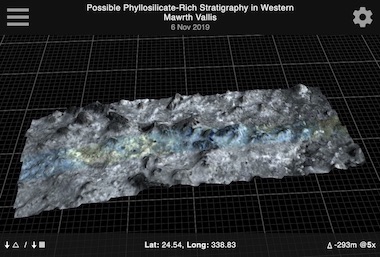 Possible Phyllosilicate-Rich Stratigraphy in Western
Mawrth Vallis
6 Nov 2019
Lat: 24.54, Long: 338.83
Δ -293m @5x